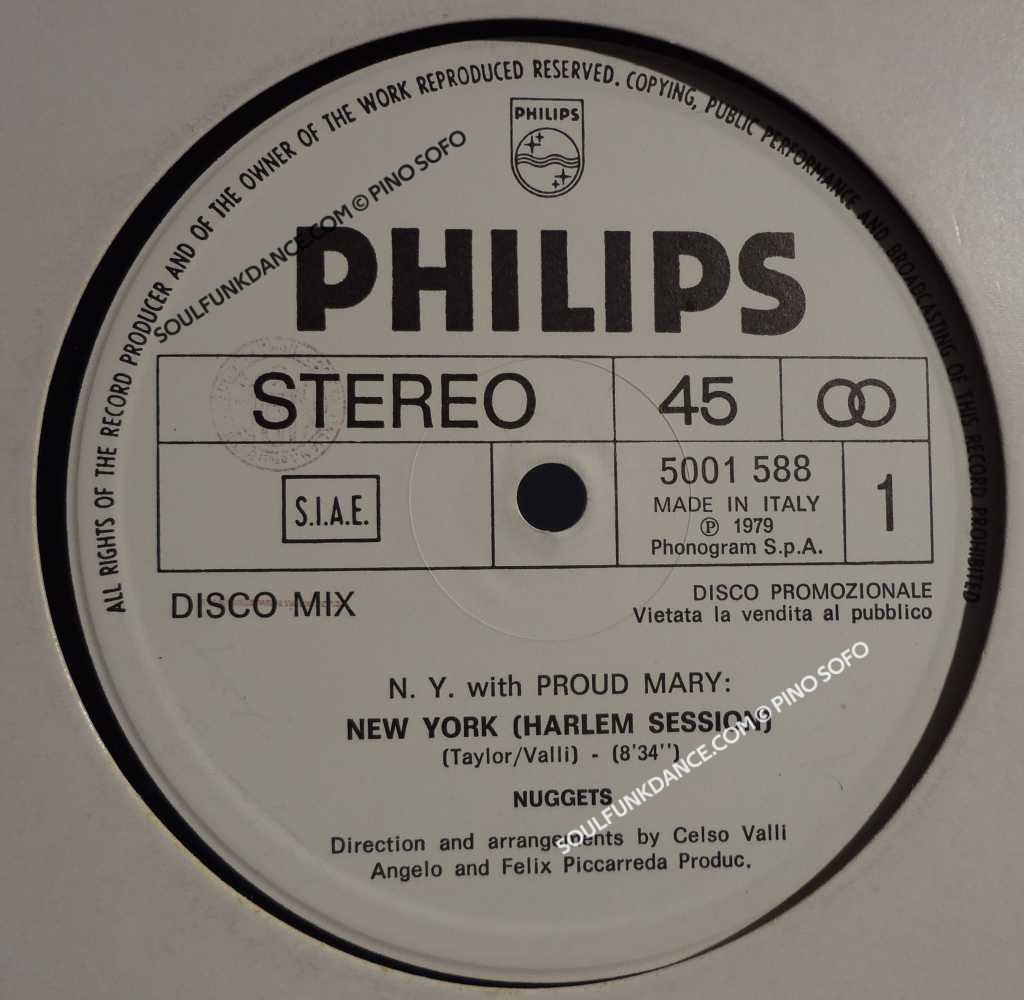 ALL RIGHTS OF THE RECORD PRODUCER AND OF THE OWNER OF THE WORK REPRODUCED RESERVED. COPYING, PUBLIC PERFORMANCE AND BROADCASTING OF THIS RECORD PROHIBITED
PHILIPS
SOULFUNKDANCE.COM © PINO SOFO
PHILIPS
STEREO 45
S.I.A.E.
5001 588
MADE IN ITALY
℗ 1979
Phonogram S.p.A.
1
DISCO MIX
DISCO PROMOZIONALE
Vietata la vendita al pubblico
N. Y. with PROUD MARY:
NEW YORK (HARLEM SESSION)
(Taylor/Valli) - (8'34'')
NUGGETS
SOULFUNKDANCE.COM © PINO SOFO
Direction and arrangements by Celso Valli
Angelo and Felix Piccarreda Produc.